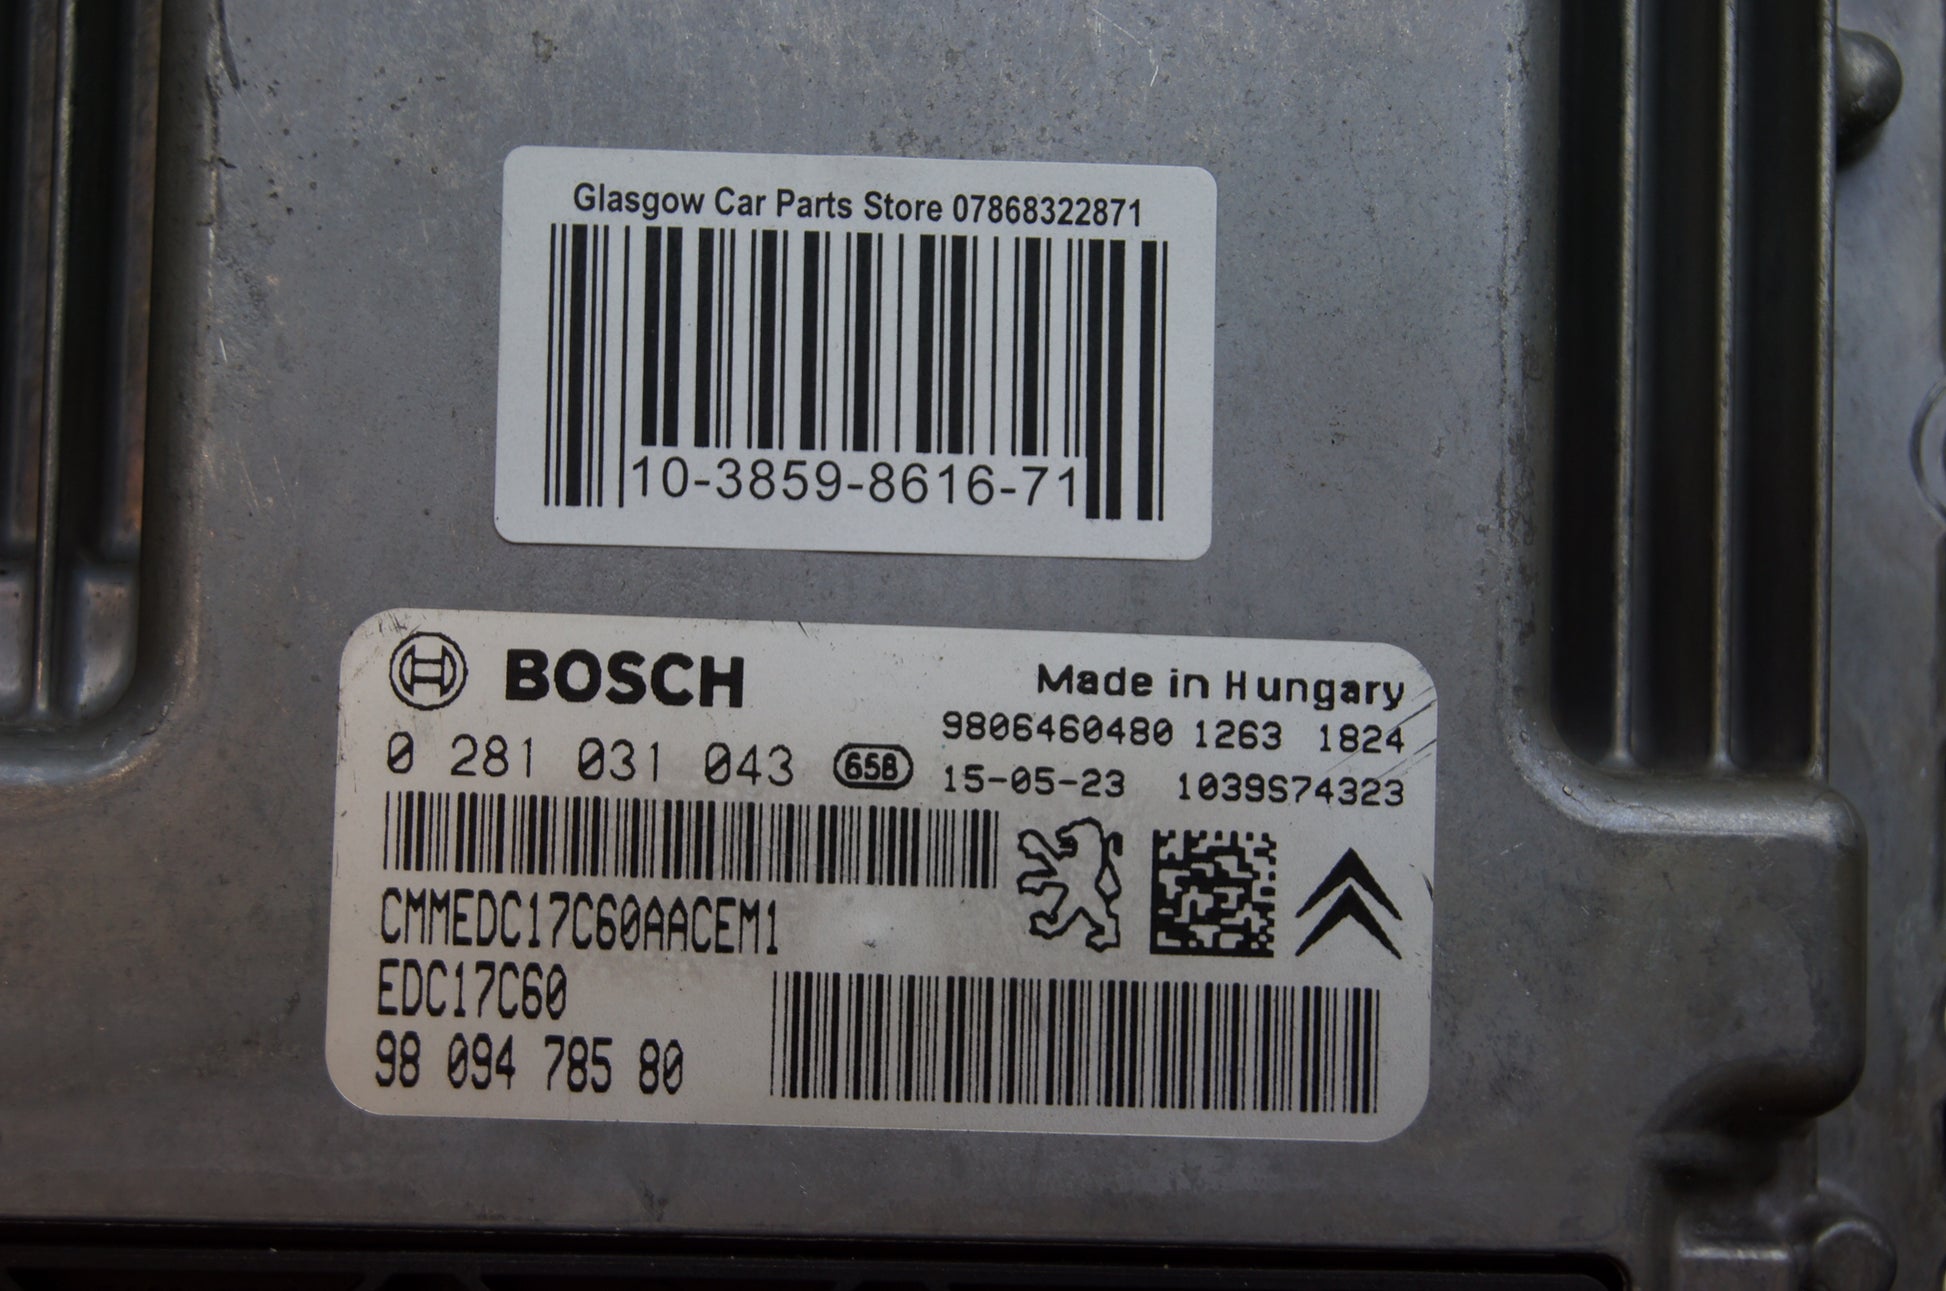 Glasgow Car Parts Store 07868322871
10-3859-8616-71
BOSCH
Made in Hungary
0 281 031 043 658
9806460480 1263 1824
15-05-23 1039S74323
CMMEDC17C60AACEM1
EDC17C60
98 094 785 80